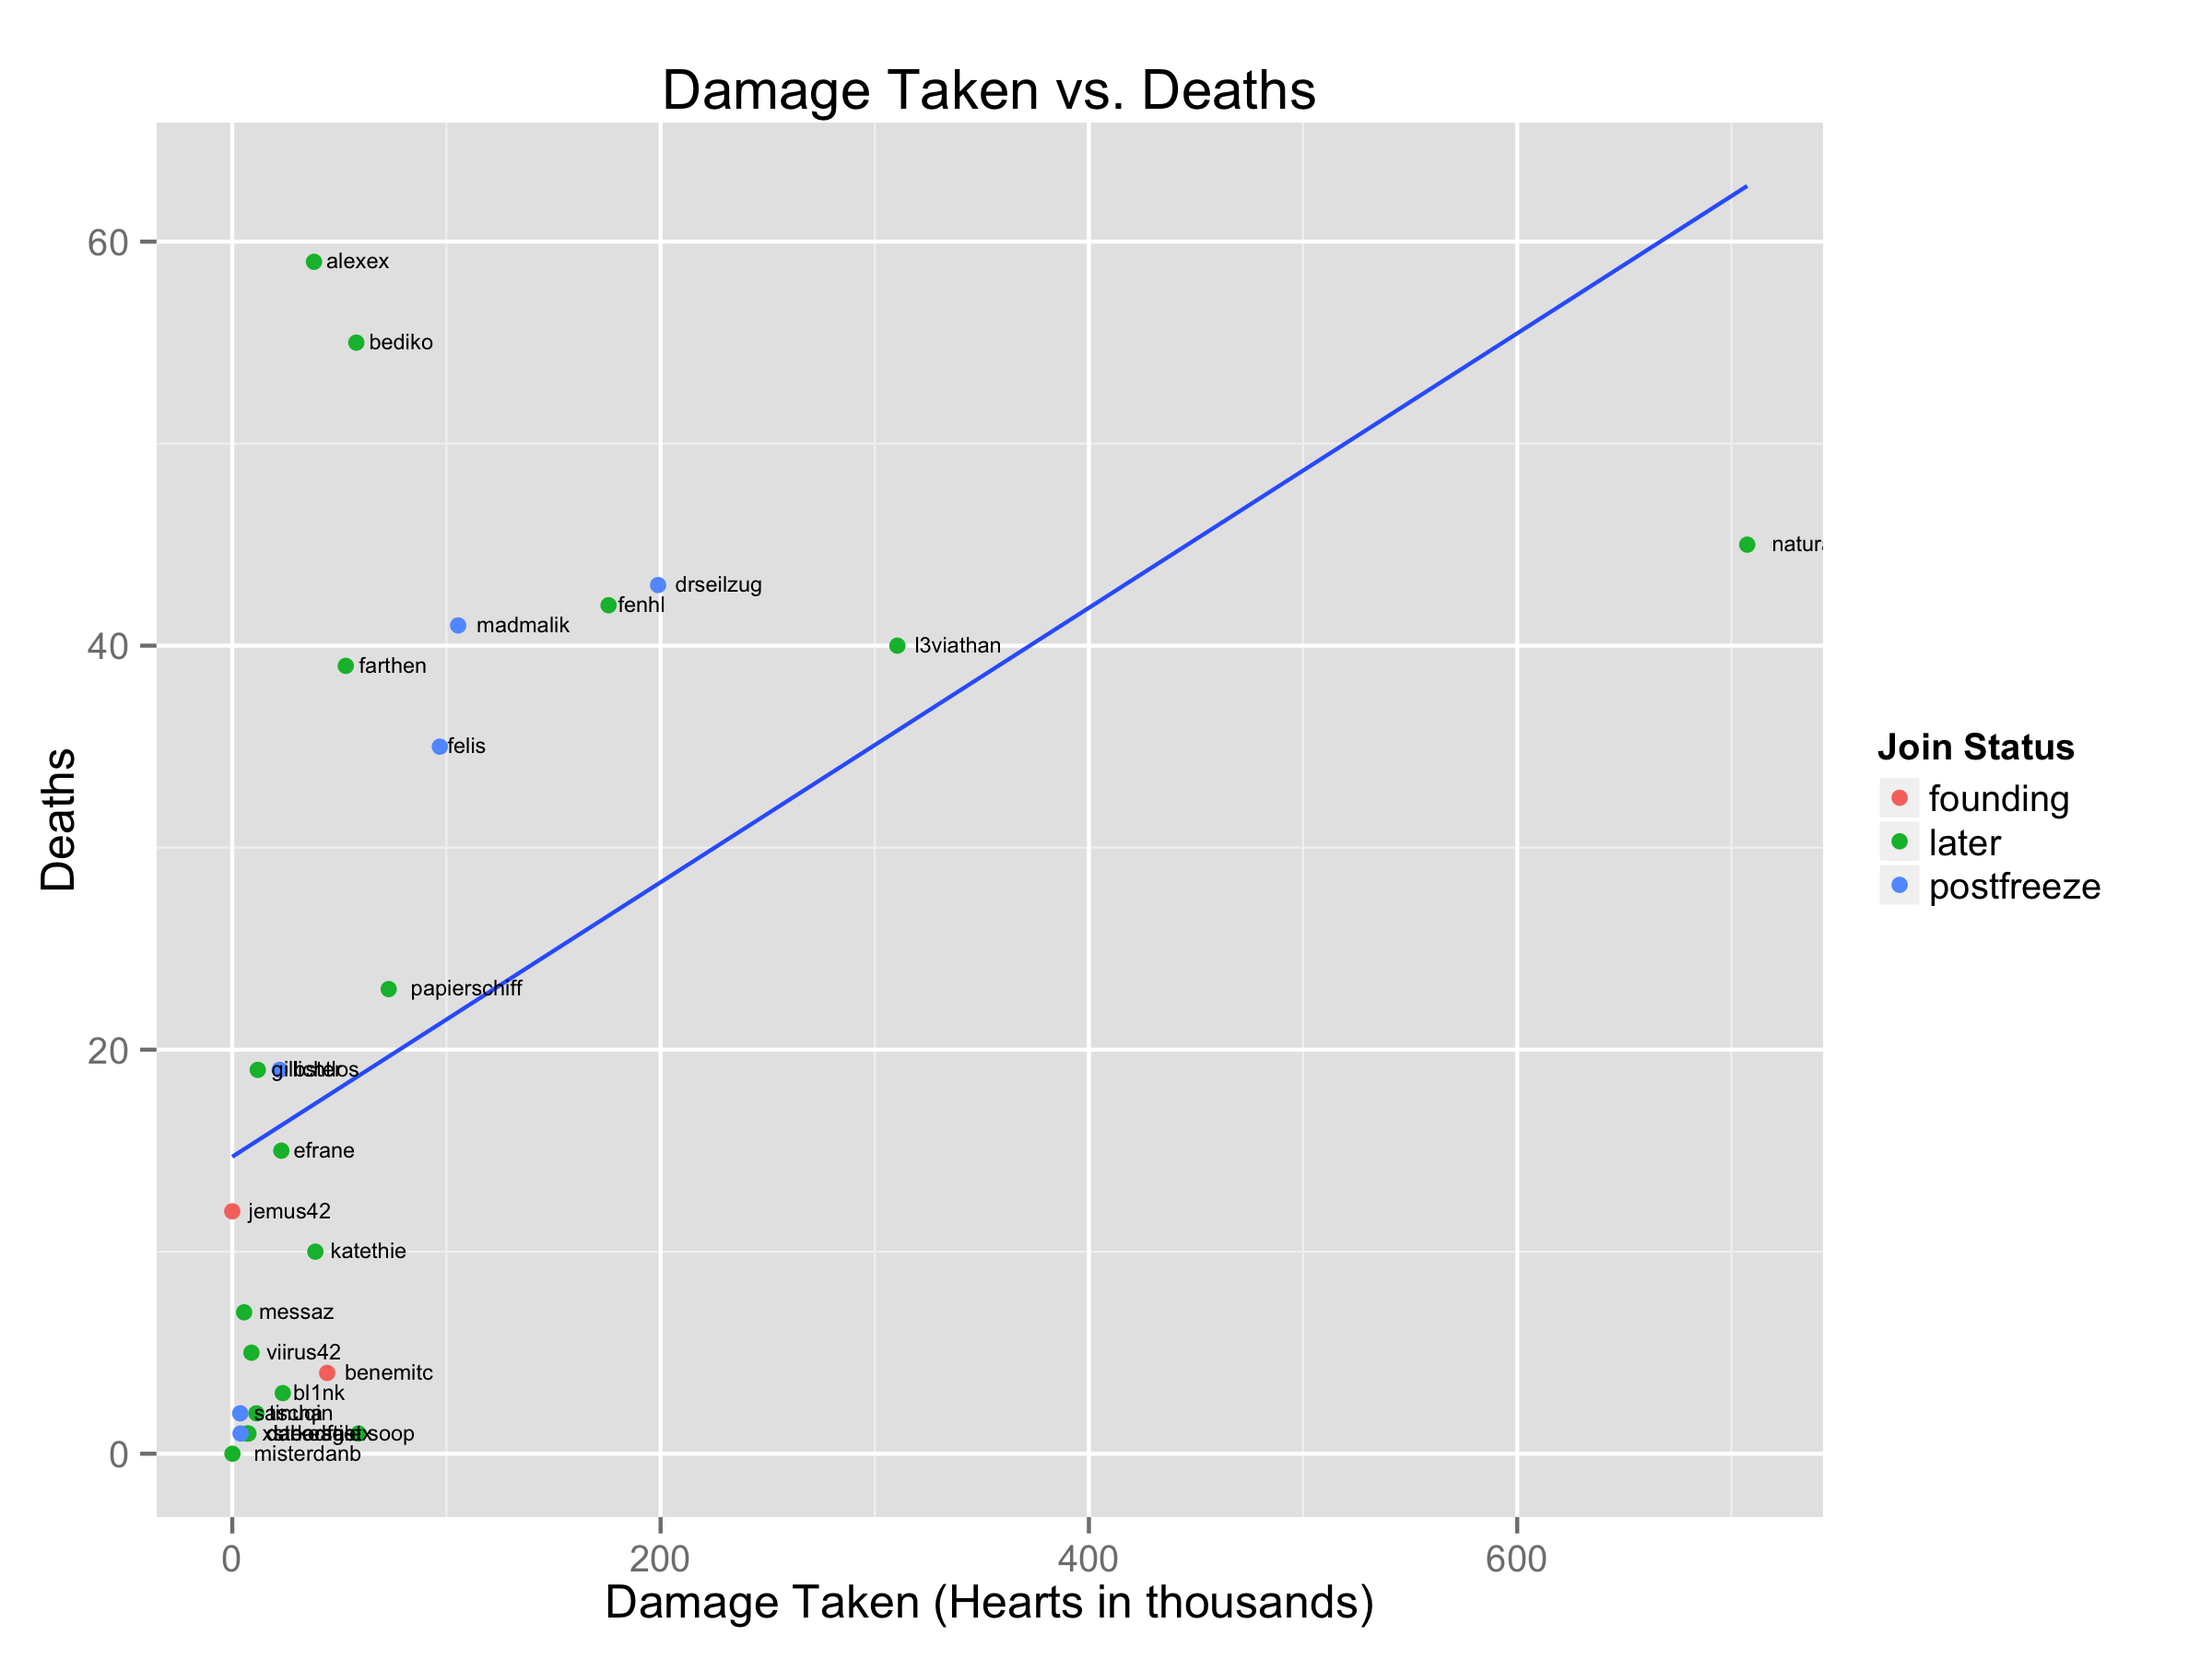 Damage Taken vs. Deaths
60
alexex
bediko
natura
drseilzug
fenhl
madmalik
40
l3viathan
farthen
felis
papierschiff
20
efrane
jemus42
katethie
messaz
viirus42
benemitc
bl1nk
soop
0
misterdanb
0
200
400
600
Damage Taken (Hearts in thousands)
Deaths
Join Status
founding
later
postfreeze